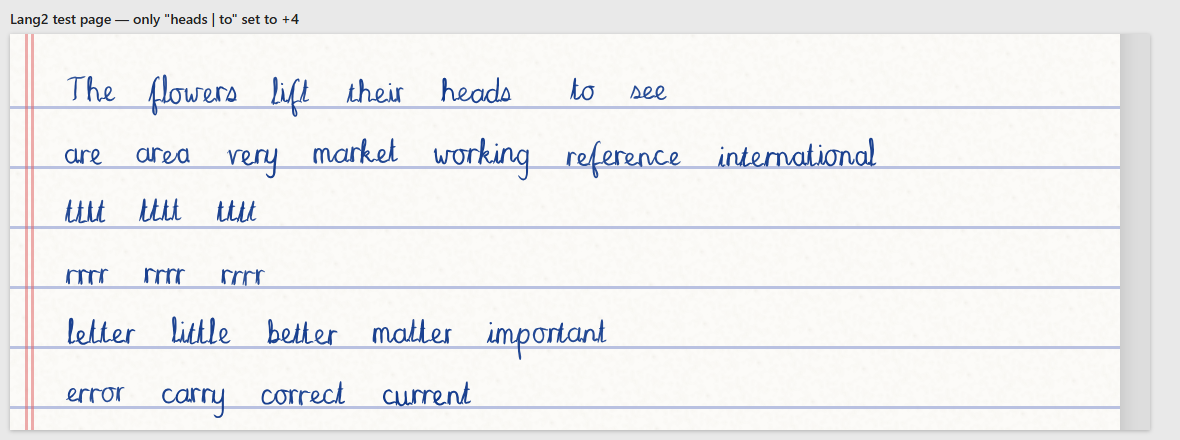 Lang2 test page — only "heads | to" set to +4
The flowers lift their heads to see
are area very market working reference international
tttt tttt tttt
rrrr rrrr rrrr
letter little better matter important
error carry correct current